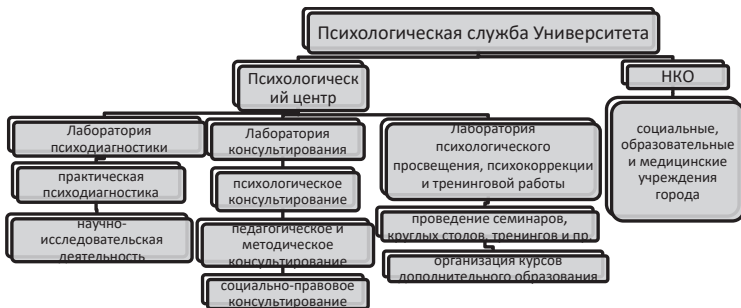 Психологическая служба Университета
Психологическ
ий центр
НКО
Лаборатория
психодиагностики
Лаборатория
консультирования
Лаборатория
психологического
просвещения, психокоррекции
и тренинговой работы
социальные,
образовательные
и медицинские
учреждения
города
практическая
психодиагностика
психологическое
консультирование
проведение семинаров,
круглых столов, тренингов и пр.
научно-
исследовательская
деятельность
педагогическое и
методическое
консультирование
организация курсов
дополнительного образования
социально-правовое
консультирование